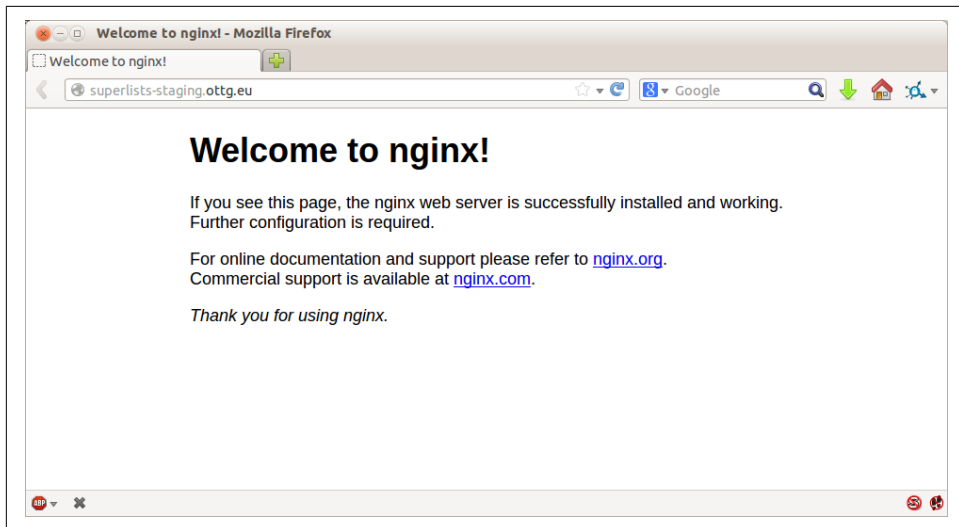 Welcome to nginx! - Mozilla Firefox
Welcome to nginx!
superlists-staging.ottg.eu
8 Google
Welcome to nginx!
If you see this page, the nginx web server is successfully installed and working.
Further configuration is required.
For online documentation and support please refer to nginx.org.
Commercial support is available at nginx.com.
Thank you for using nginx.
ABP